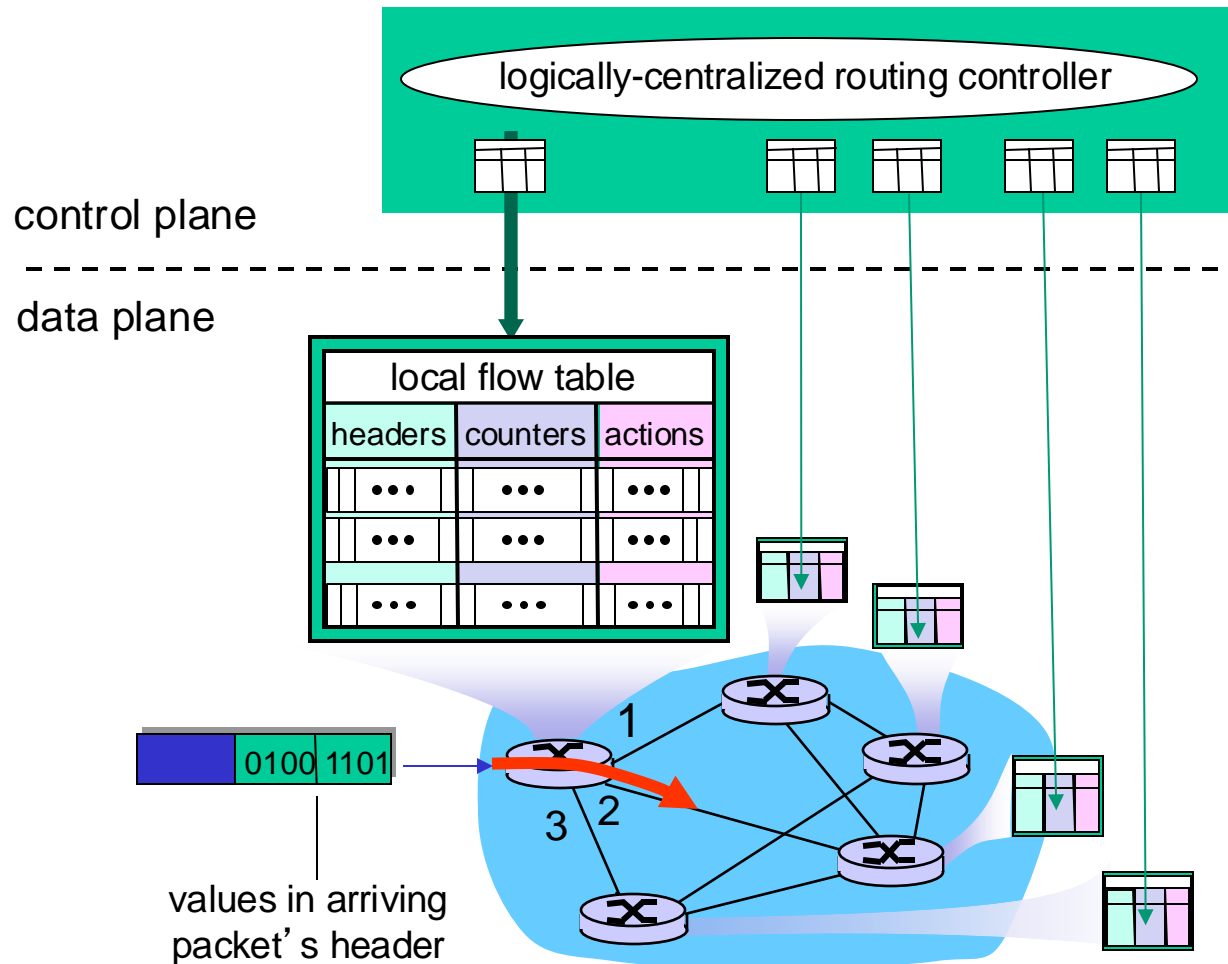 logically-centralized routing controller
control plane
data plane
local flow table
headers counters actions
1
2
3
0100 1101
values in arriving
packet’s header